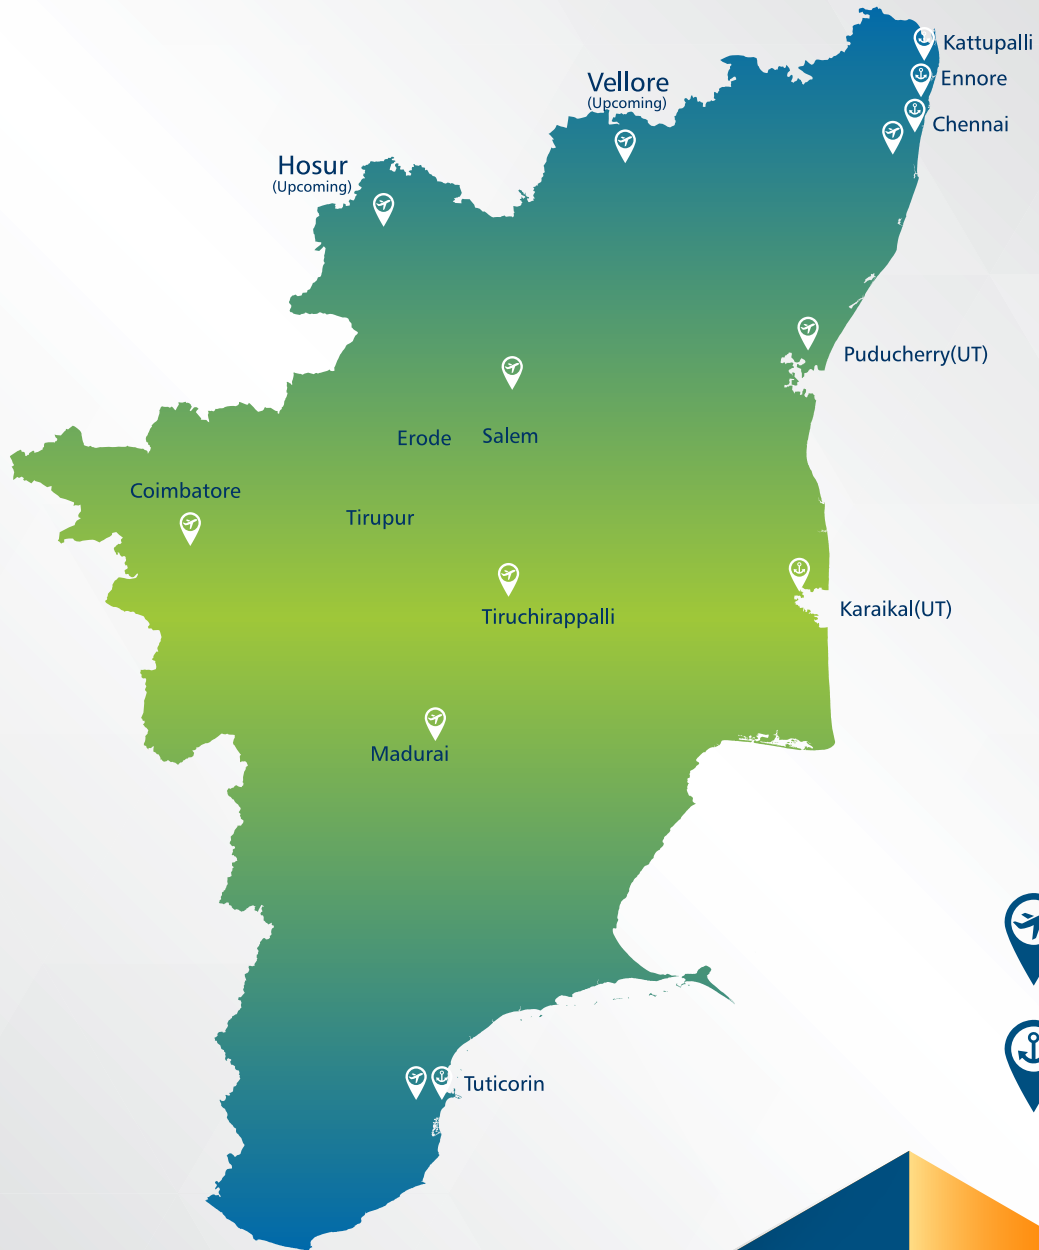 Kattupalli
Ennore
Chennai
Vellore
(Upcoming)
Hosur
(Upcoming)
Puducherry(UT)
Erode
Salem
Coimbatore
Tirupur
Karaikal(UT)
Tiruchirappalli
Madurai
Tuticorin